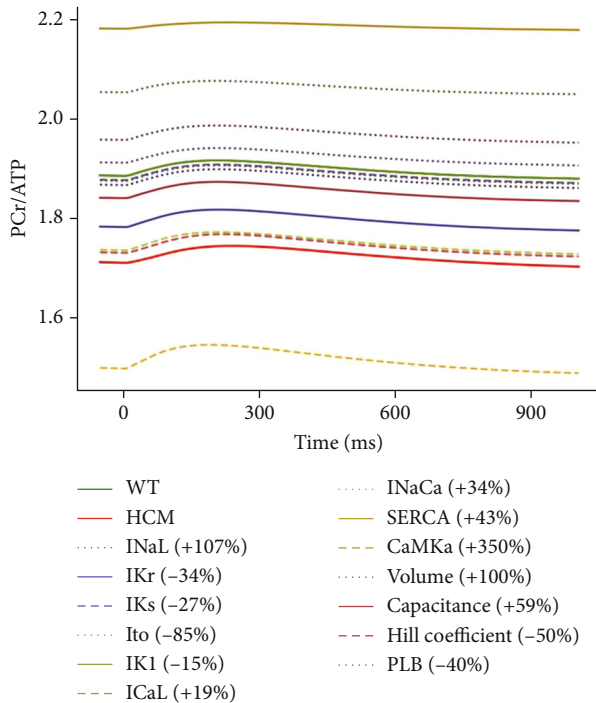 2.2
2.0
1.8
1.6
PCr/ATP
0
300
600
900
Time (ms)
WT
HCM
INaL (+107%)
IKr (–34%)
IKs (–27%)
Ito (–85%)
IK1 (–15%)
ICaL (+19%)
INaCa (+34%)
SERCA (+43%)
CaMKa (+350%)
Volume (+100%)
Capacitance (+59%)
Hill coefficient (–50%)
PLB (–40%)